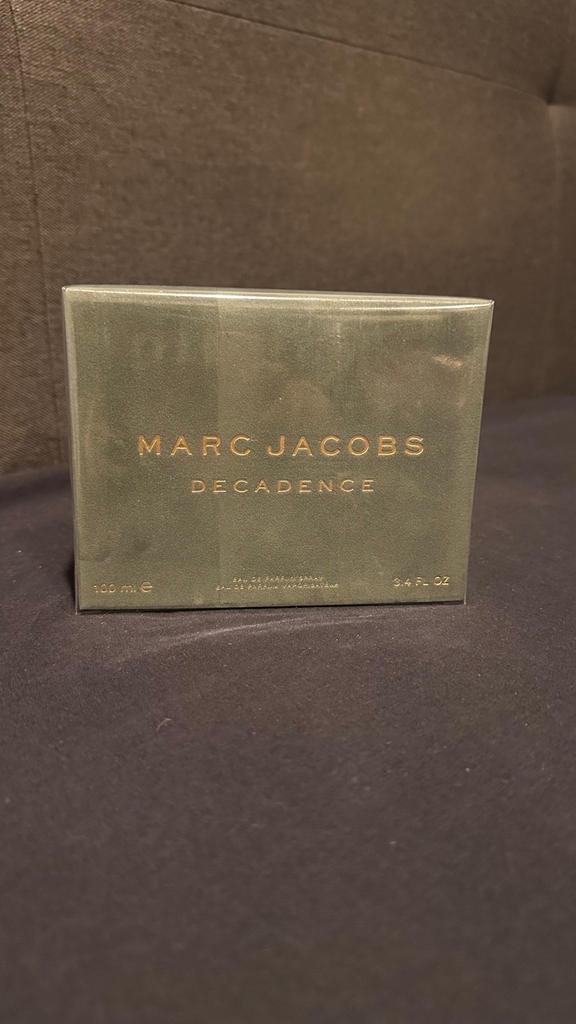 MARC JACOBS
DECADENCE
EAU DE PARFUM SPRAY
EAU DE PARFUM VAPORISATEUR
100 ml ℮
3.4 FL OZ